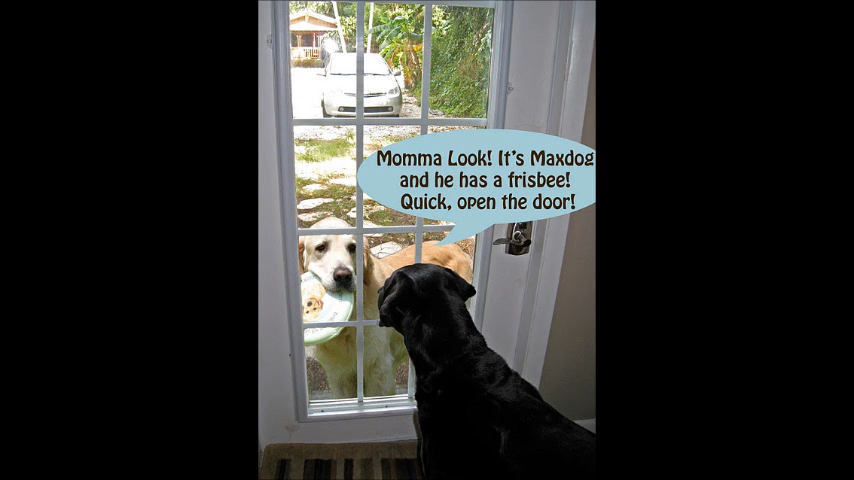 Momma Look! It's Maxdog
and he has a frisbee!
Quick, open the door!